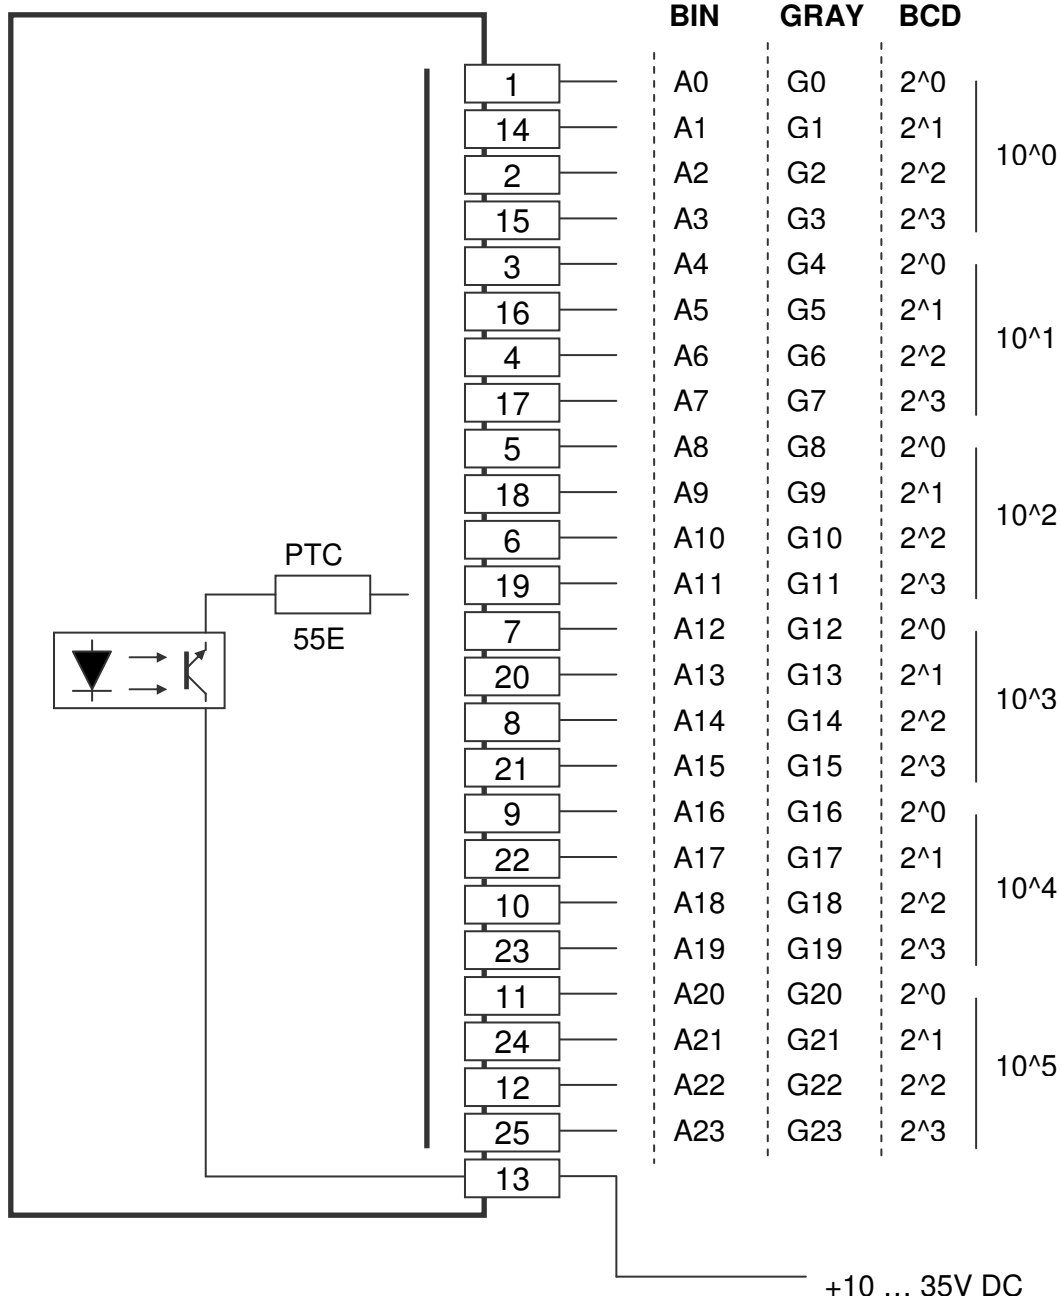 BIN GRAY BCD
1 A0 G0 2^0
14 A1 G1 2^1
10^0
2 A2 G2 2^2
15 A3 G3 2^3
3 A4 G4 2^0
16 A5 G5 2^1
10^1
4 A6 G6 2^2
17 A7 G7 2^3
5 A8 G8 2^0
18 A9 G9 2^1
10^2
6 A10 G10 2^2
PTC
19 A11 G11 2^3
7 A12 G12 2^0
55E
20 A13 G13 2^1
10^3
8 A14 G14 2^2
21 A15 G15 2^3
9 A16 G16 2^0
22 A17 G17 2^1
10^4
10 A18 G18 2^2
23 A19 G19 2^3
11 A20 G20 2^0
24 A21 G21 2^1
10^5
12 A22 G22 2^2
25 A23 G23 2^3
13
+10 ... 35V DC